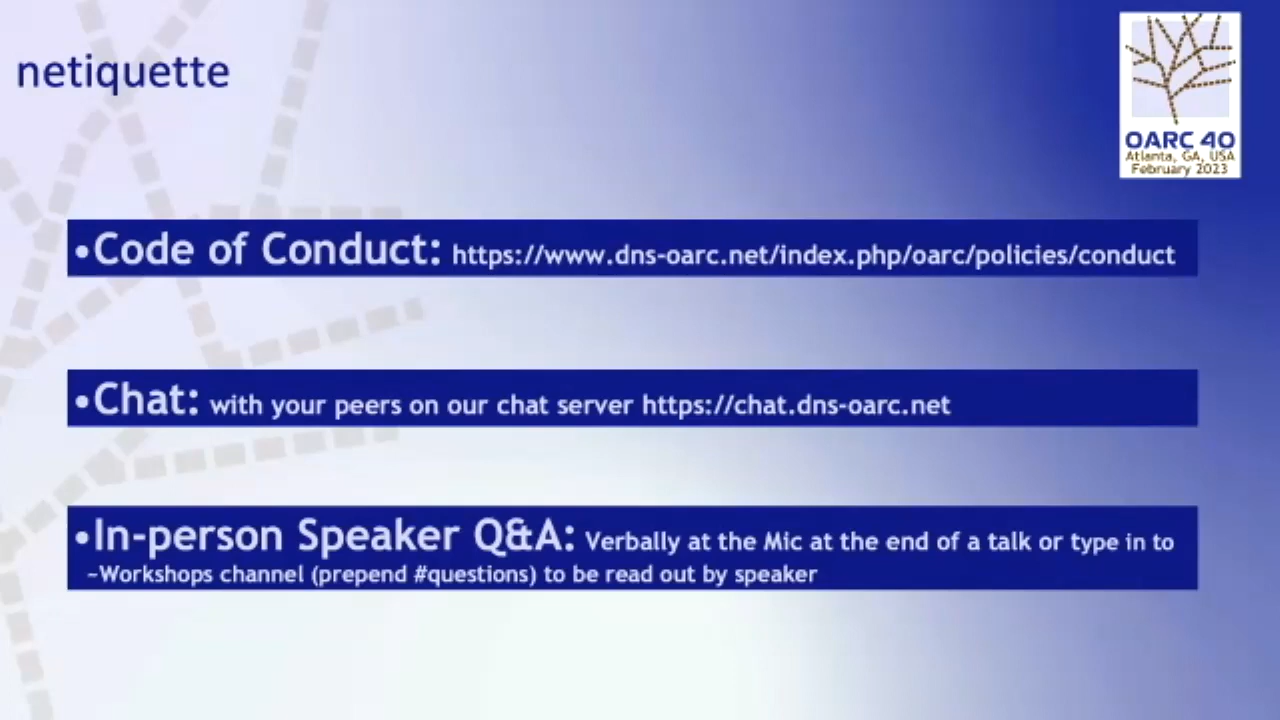 netiquette
OARC 40
Atlanta, GA, USA
February 2023
•Code of Conduct: https://www.dns-oarc.net/index.php/oarc/policies/conduct
•Chat: with your peers on our chat server https://chat.dns-oarc.net
•In-person Speaker Q&A: Verbally at the Mic at the end of a talk or type in to
~Workshops channel (prepend #questions) to be read out by speaker